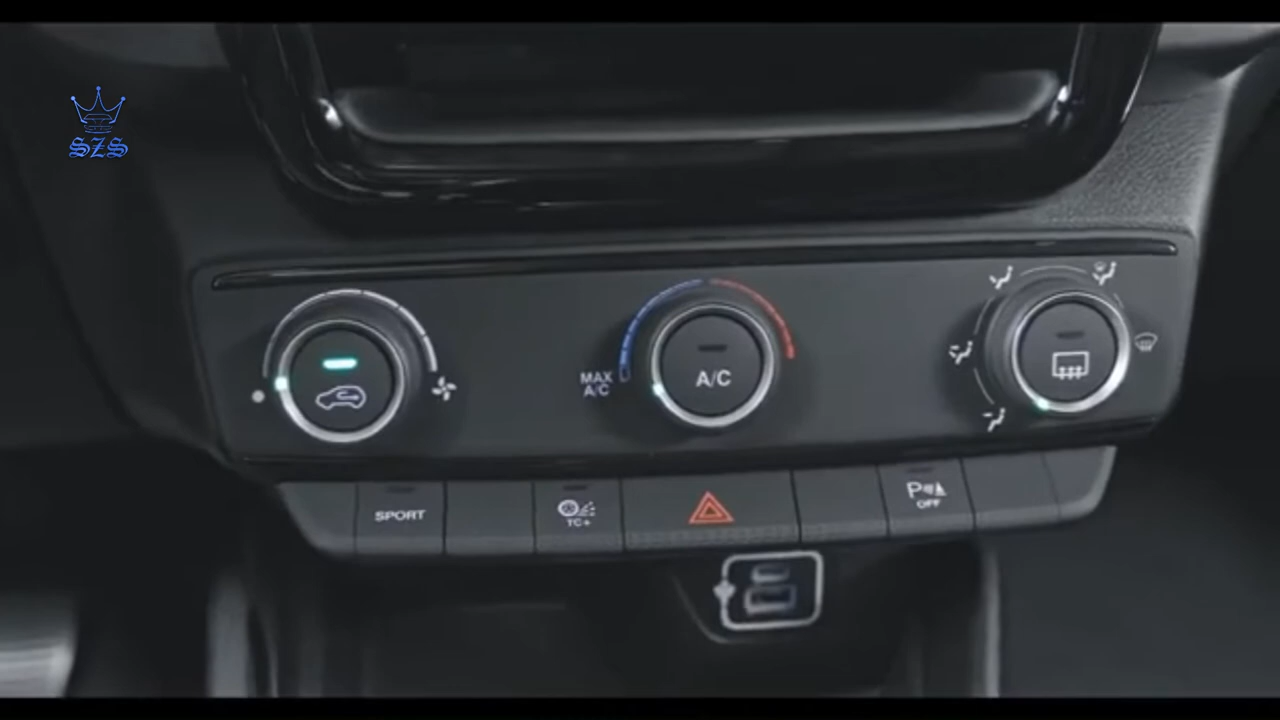 SZS
MAX
A/C
A/C
SPORT
TC+
P
OFF